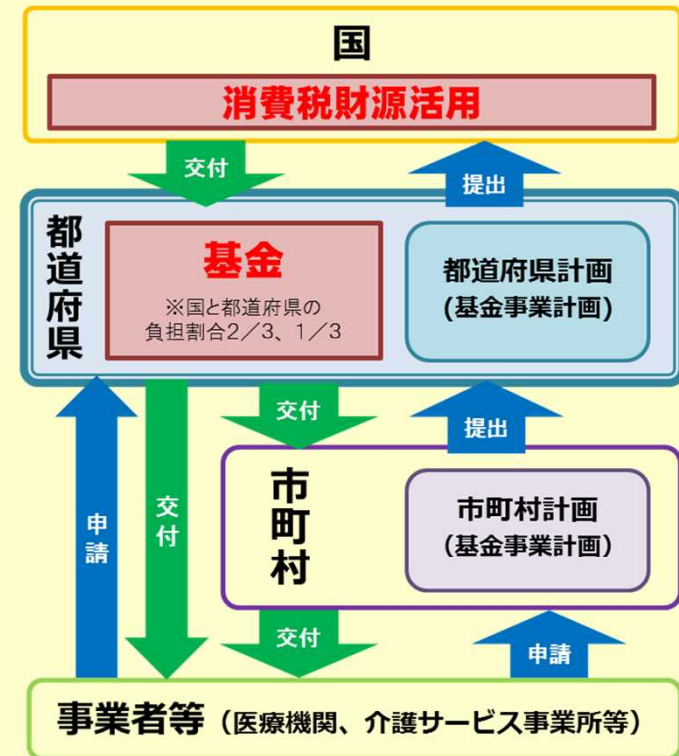 国
消費税財源活用
交付
提出
都道府県
基金
※国と都道府県の
負担割合2／3、1／3
都道府県計画
(基金事業計画)
交付
提出
申請
交付
市町村
市町村計画
(基金事業計画)
交付
申請
事業者等（医療機関、介護サービス事業所等）